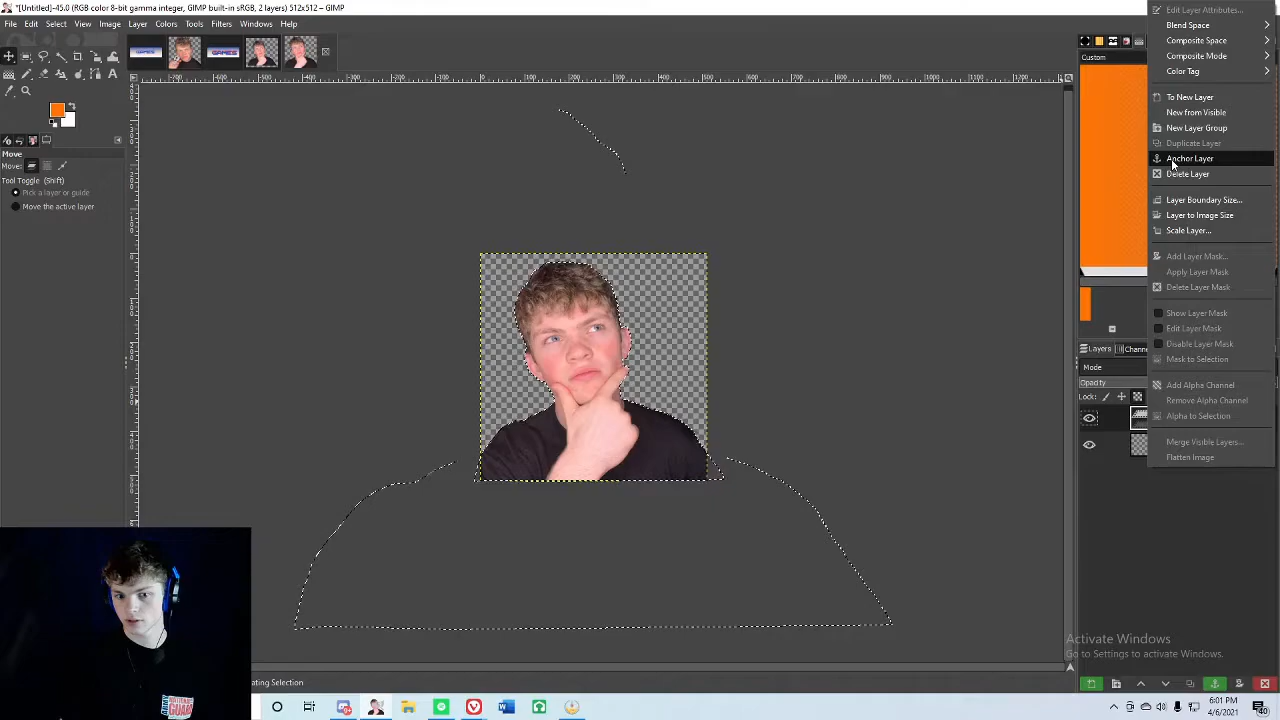 *[Untitled]-45.0 (RGB color 8-bit gamma integer, GIMP built-in sRGB, 2 layers) 512x512 – GIMP
File Edit Select View Image Layer Colors Tools Filters Windows Help
GAMES
Move
Move:
Tool Toggle (Shift)
Pick a layer or guide
Move the active layer
Custom
Layers Chann
Mode
Opacity
Lock:
Edit Layer Attributes...
Blend Space
Composite Space
Composite Mode
Color Tag
To New Layer
New from Visible
New Layer Group
Duplicate Layer
Anchor Layer
Delete Layer
Layer Boundary Size...
Layer to Image Size
Scale Layer...
Add Layer Mask...
Apply Layer Mask
Delete Layer Mask
Show Layer Mask
Edit Layer Mask
Disable Layer Mask
Mask to Selection
Add Alpha Channel
Remove Alpha Channel
Alpha to Selection
Merge Visible Layers...
Flatten Image
Activate Windows
Go to Settings to activate Windows.
ating Selection
6:01 PM
4/6/2021